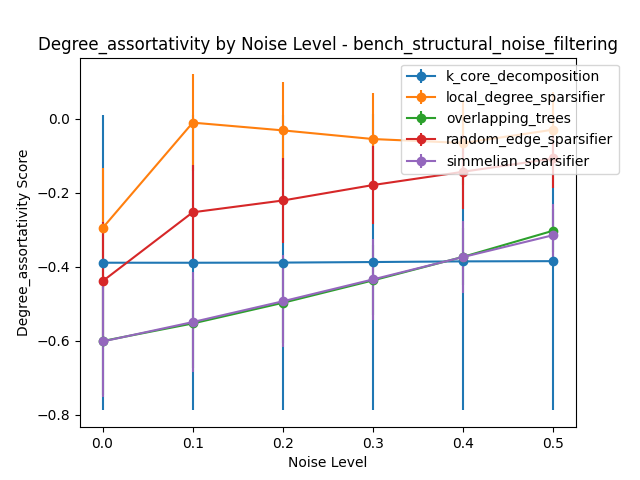 Degree_assortativity by Noise Level - bench_structural_noise_filtering
k_core_decomposition
local_degree_sparsifier
overlapping_trees
random_edge_sparsifier
simmelian_sparsifier
Degree_assortativity Score
0.0
−0.2
−0.4
−0.6
−0.8
0.0 0.1 0.2 0.3 0.4 0.5
Noise Level